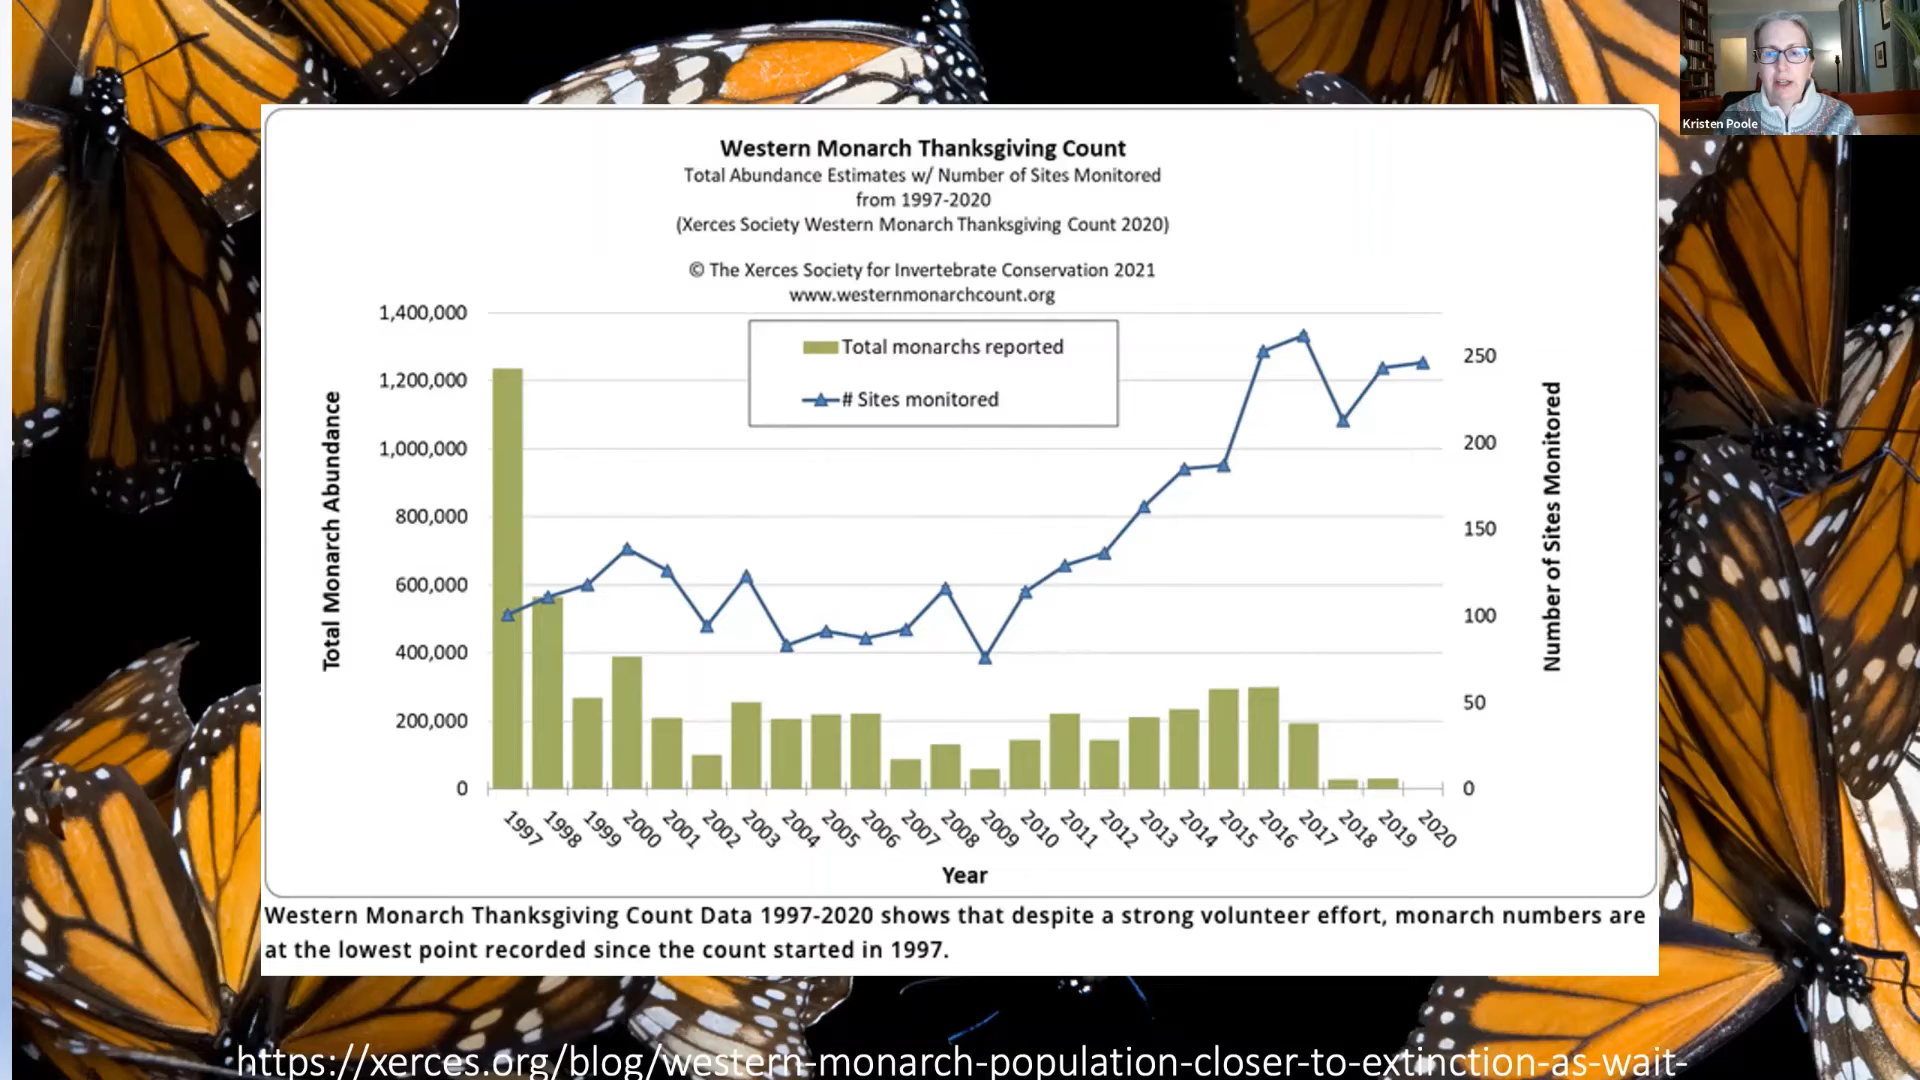 Kristen Poole
Western Monarch Thanksgiving Count
Total Abundance Estimates w/ Number of Sites Monitored
from 1997-2020
(Xerces Society Western Monarch Thanksgiving Count 2020)
© The Xerces Society for Invertebrate Conservation 2021
www.westernmonarchcount.org
Total monarchs reported
# Sites monitored
Total Monarch Abundance
1,400,000
1,200,000
1,000,000
800,000
600,000
400,000
200,000
0
250
200
150
100
50
0
Number of Sites Monitored
1997 1998 1999 2000 2001 2002 2003 2004 2005 2006 2007 2008 2009 2010 2011 2012 2013 2014 2015 2016 2017 2018 2019 2020
Year
Western Monarch Thanksgiving Count Data 1997-2020 shows that despite a strong volunteer effort, monarch numbers are
at the lowest point recorded since the count started in 1997.
https://xerces.org/blog/western-monarch-population-closer-to-extinction-as-wait-